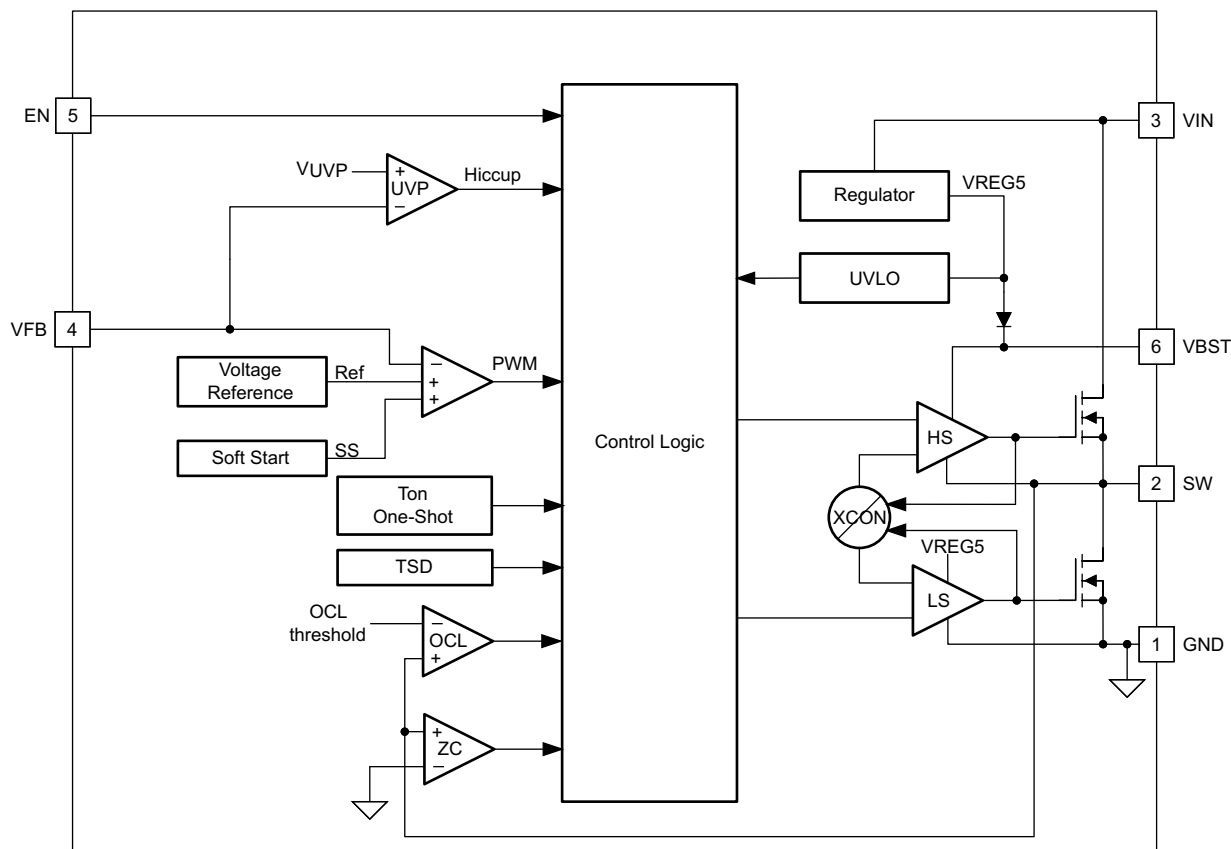 EN
5
VUVP
+
UVP
−
Hiccup
VFB
4
Voltage
Reference
Ref
Soft Start
SS
−
+
+
PWM
Ton
One-Shot
TSD
OCL
threshold
−
OCL
+
+
ZC
−
Control Logic
3
VIN
Regulator
VREG5
UVLO
6
VBST
HS
XCON
2
SW
VREG5
LS
1
GND